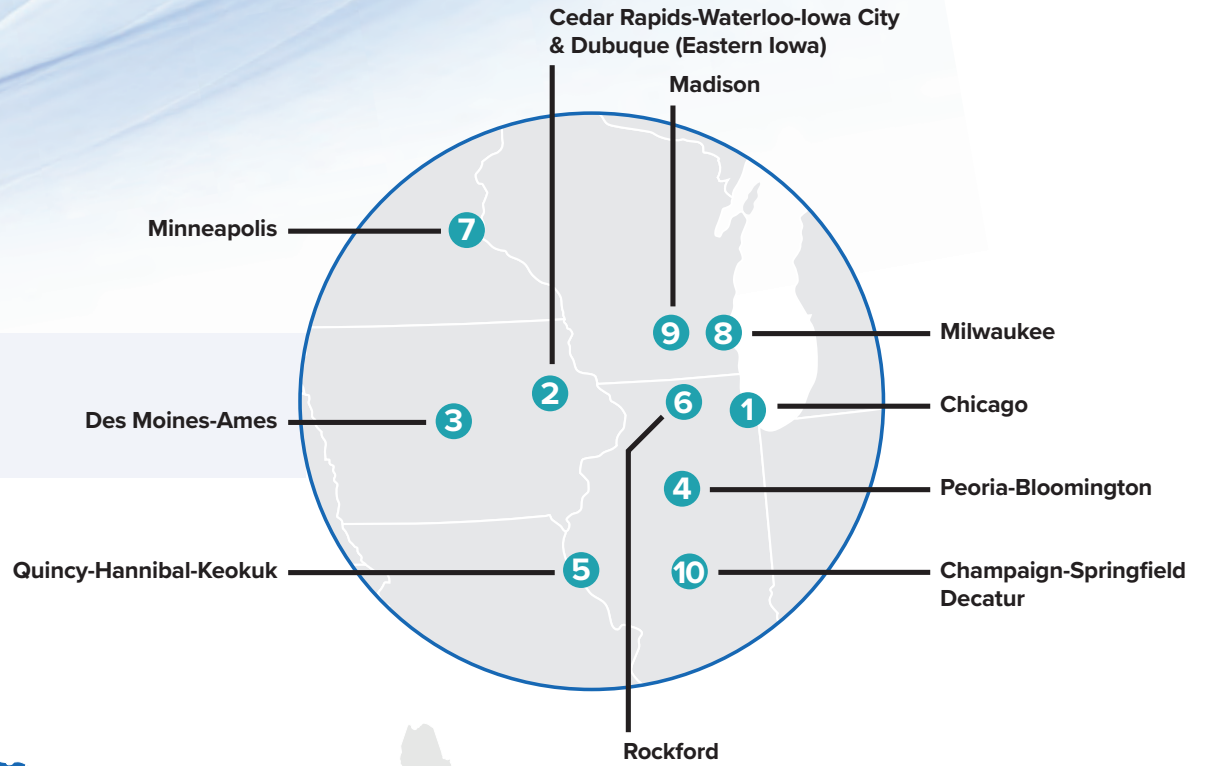 Cedar Rapids-Waterloo-Iowa City
& Dubuque (Eastern Iowa)
Madison
Minneapolis
7
9
8
Milwaukee
2
Des Moines-Ames
3
6
1
Chicago
4
Peoria-Bloomington
Quincy-Hannibal-Keokuk
5
10
Champaign-Springfield
Decatur
Rockford